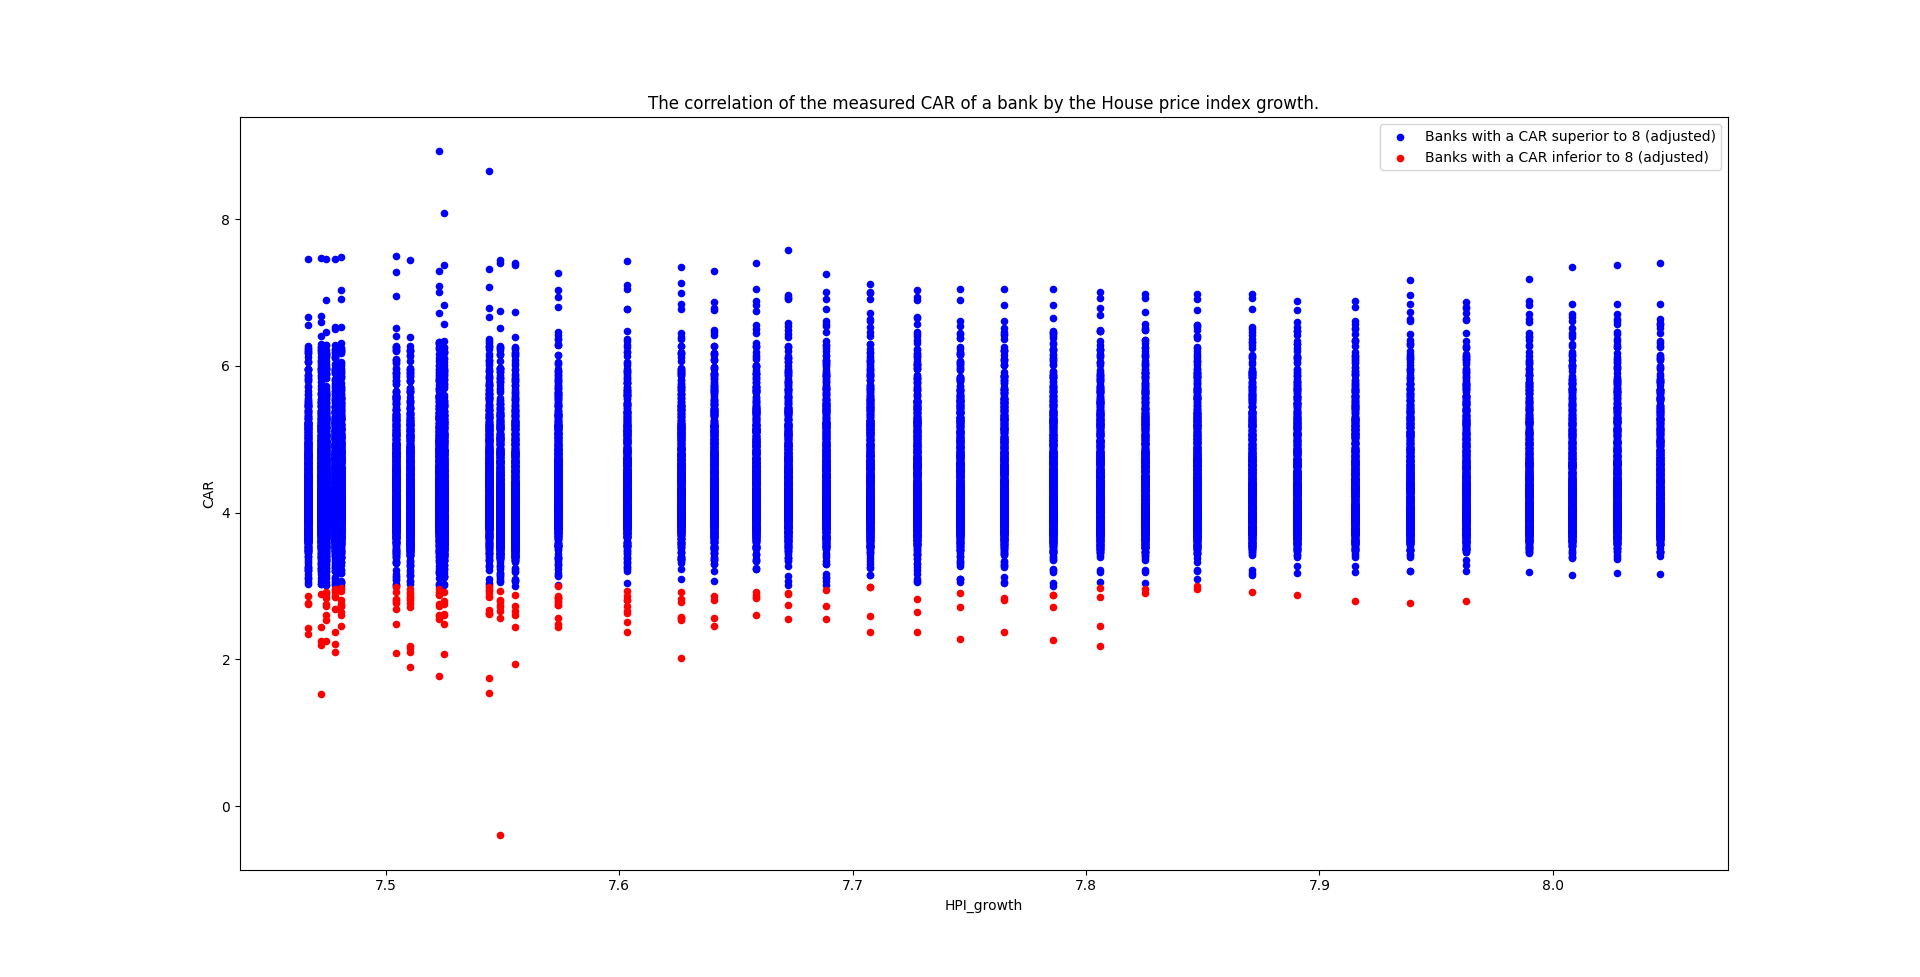 The correlation of the measured CAR of a bank by the House price index growth.
Banks with a CAR superior to 8 (adjusted)
Banks with a CAR inferior to 8 (adjusted)
8
6
4
2
0
CAR
7.5 7.6 7.7 7.8 7.9 8.0
HPI_growth